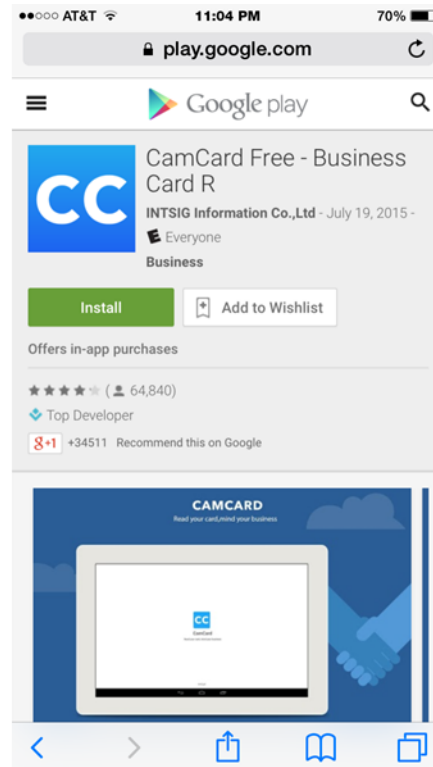 AT&T 11:04 PM 70%
play.google.com
Google play
CamCard Free - Business
Card R
CC
INTSIG Information Co.,Ltd - July 19, 2015 -
E Everyone
Business
Install Add to Wishlist
Offers in-app purchases
( 64,840)
Top Developer
g+1 +34511 Recommend this on Google
CAMCARD
Read your card,mind your business
CC
CamCard